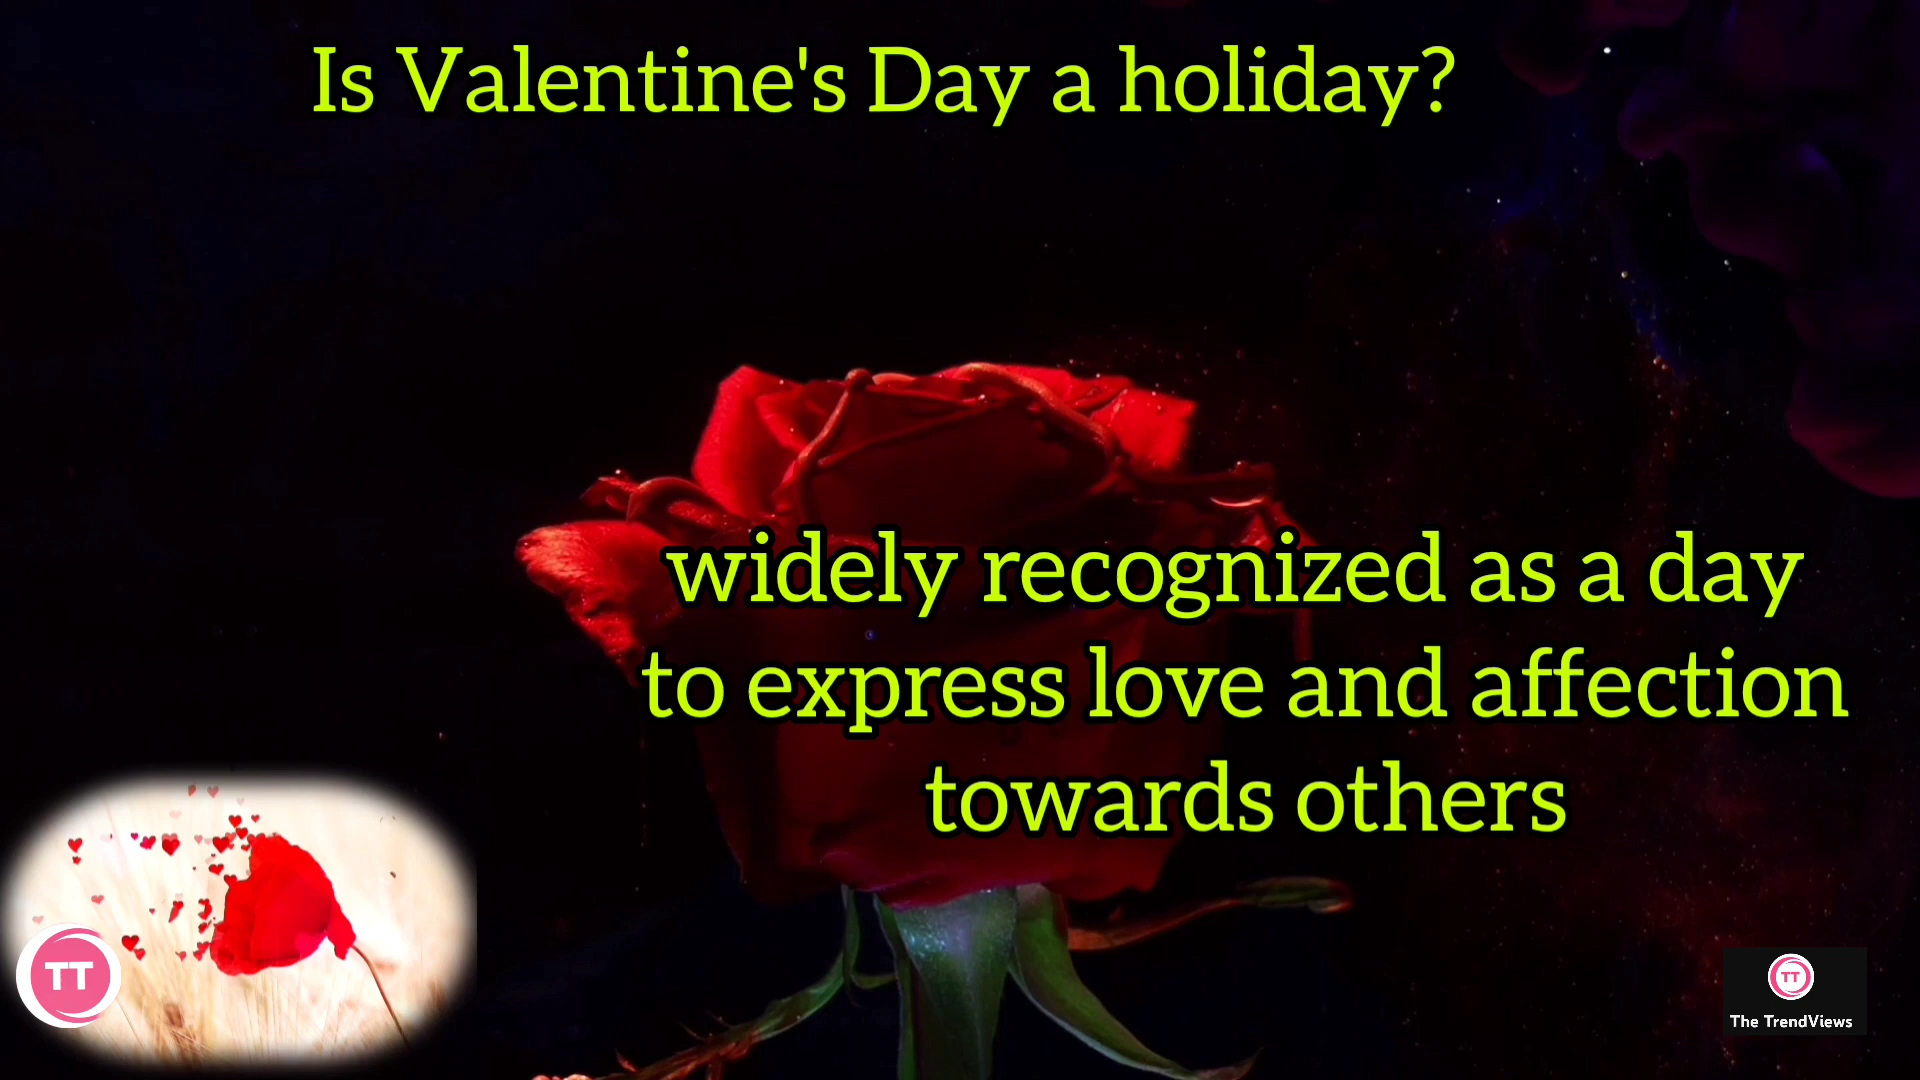 Is Valentine's Day a holiday?
widely recognized as a day
to express love and affection
towards others
TT
TT
The TrendViews